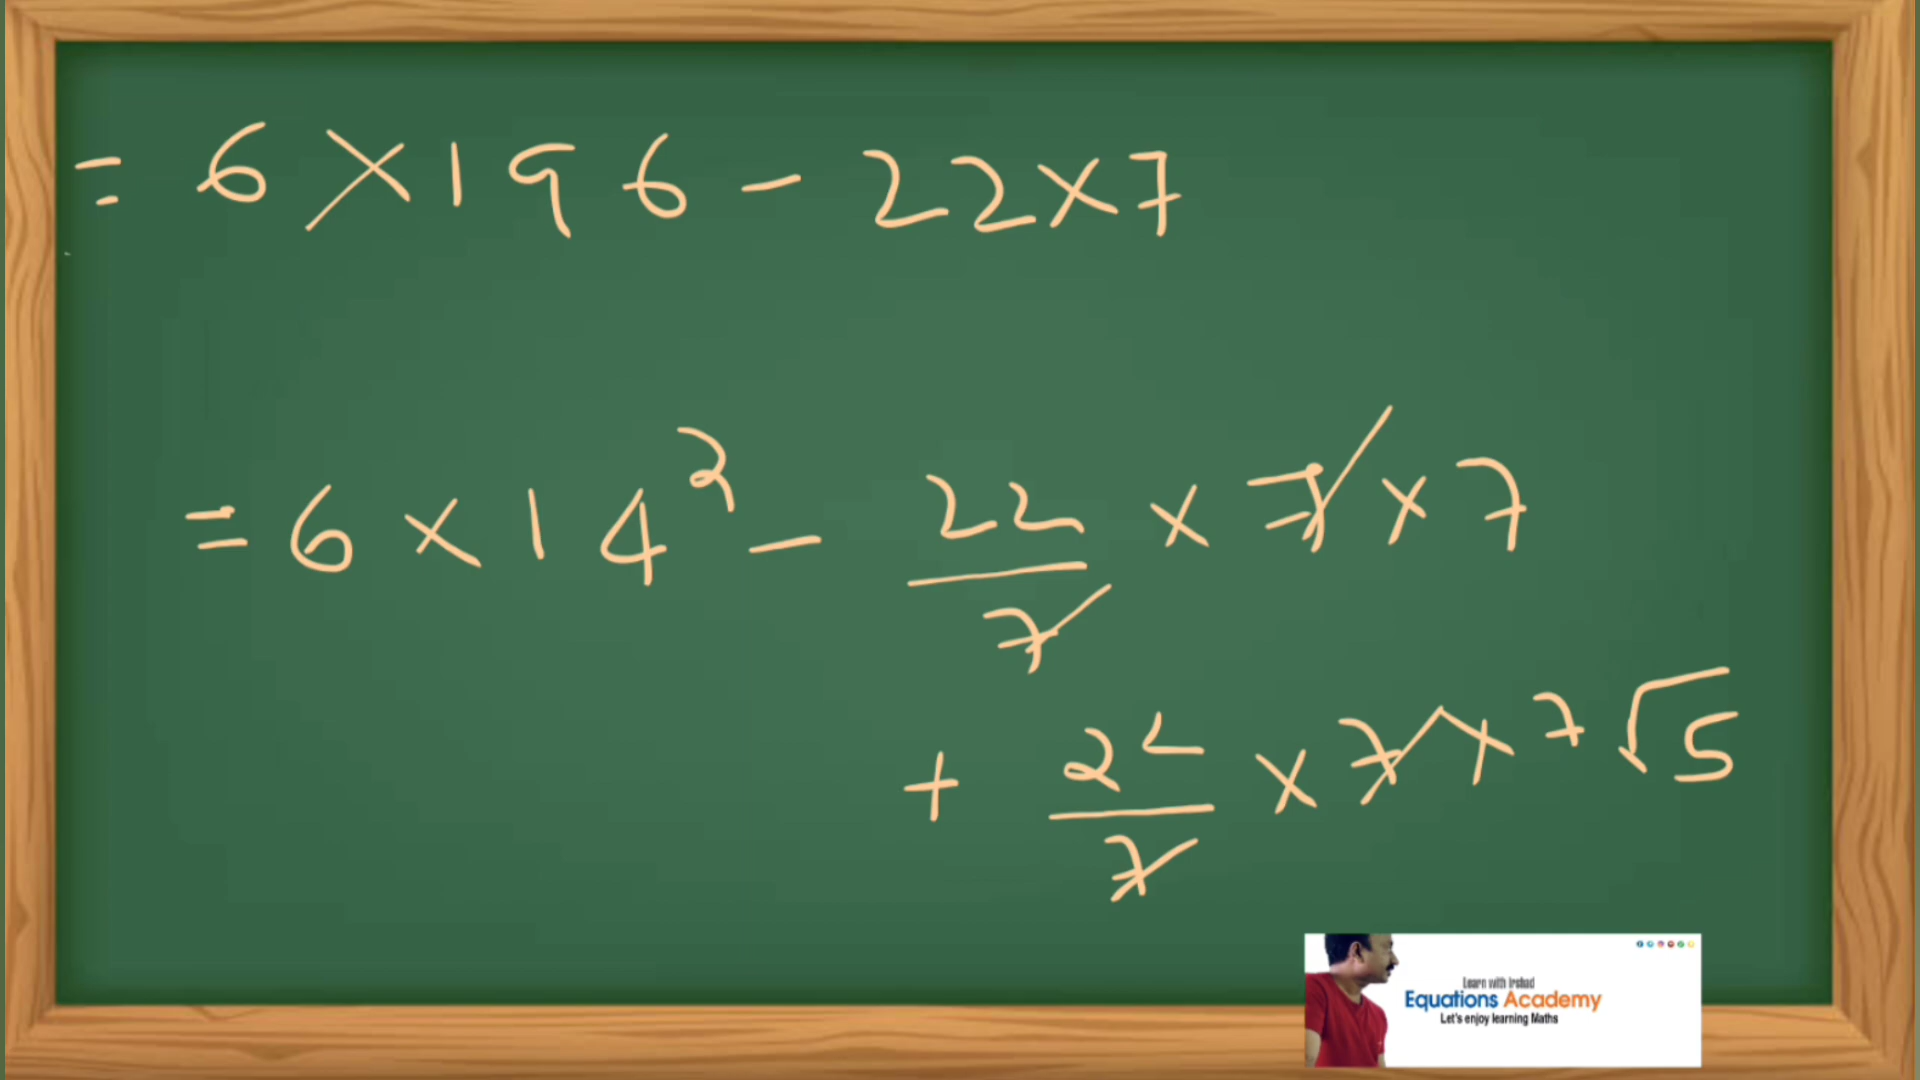 = 6 × 196 - 22 × 7
= 6 × 14² - 22/7 × 7 × 7
+ 22/7 × 7 × 7 √5
Learn with Irshad
Equations Academy
Let's enjoy learning Maths